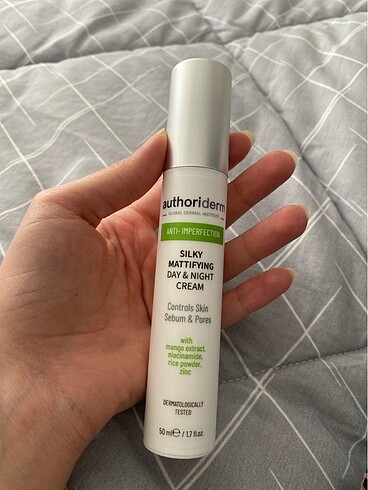 authoriderm
GLOBAL DERMAL INSTITUTE
ANTI- IMPERFECTION
SILKY
MATTIFYING
DAY & NIGHT
CREAM
Controls Skin
Sebum & Pores
with
mango extract,
niacinamide,
rice powder,
zinc
DERMATOLOGICALLY
TESTED
50 ml℮ / 1.7 fl.oz.